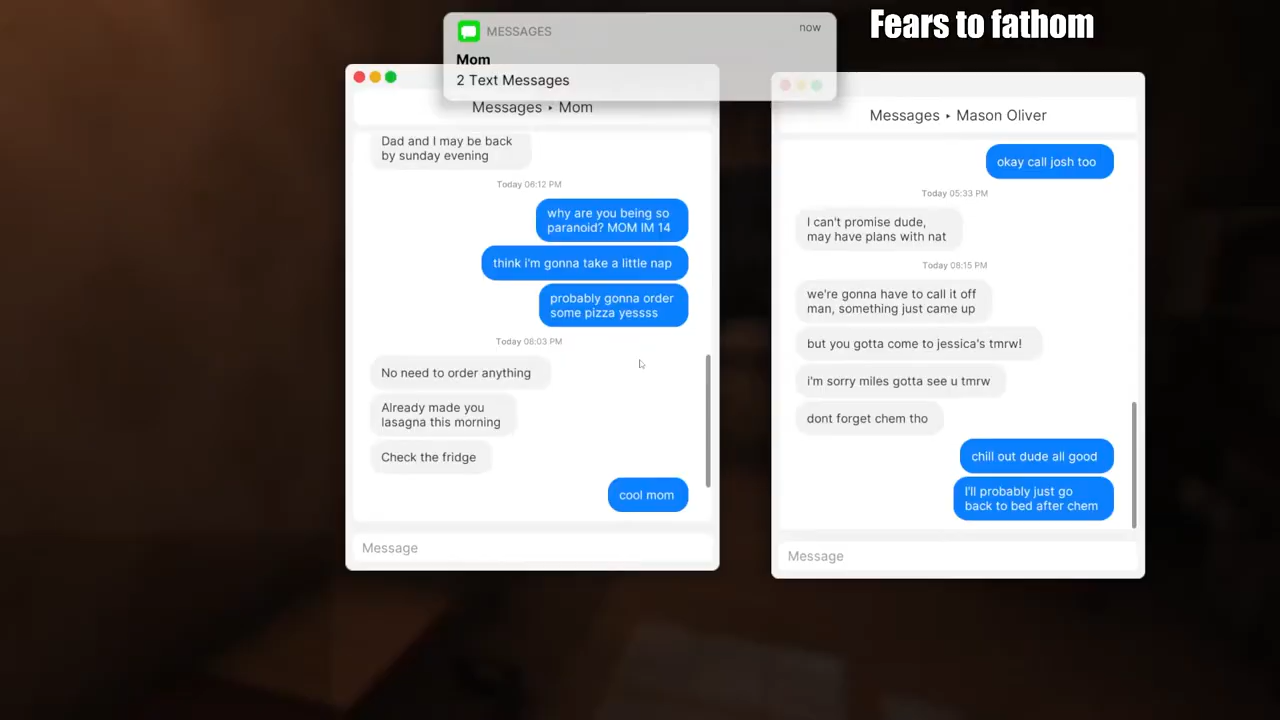 Fears to fathom
MESSAGES
now
Mom
2 Text Messages
Messages ▸ Mom
Dad and I may be back
by sunday evening
Today 06:12 PM
why are you being so
paranoid? MOM IM 14
think i'm gonna take a little nap
probably gonna order
some pizza yessss
Today 06:03 PM
No need to order anything
Already made you
lasagna this morning
Check the fridge
cool mom
Message
Messages ▸ Mason Oliver
okay call josh too
Today 05:33 PM
I can't promise dude,
may have plans with nat
Today 06:15 PM
we're gonna have to call it off
man, something just came up
but you gotta come to jessica's tmrw!
i'm sorry miles gotta see u tmrw
dont forget chem tho
chill out dude all good
I'll probably just go
back to bed after chem
Message